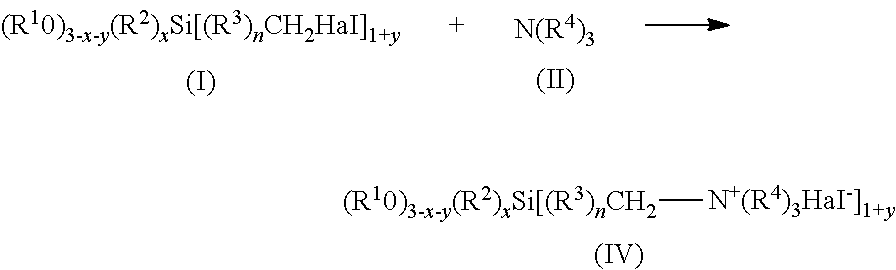 (R¹0)₃₋ₓ₋ᵧ(R²)ₓSi[(R³)ₙCH₂HaI]₁₊ᵧ + N(R⁴)₃
(I) (II)
(R¹0)₃₋ₓ₋ᵧ(R²)ₓSi[(R³)ₙCH₂—N⁺(R⁴)₃HaI⁻]₁₊ᵧ
(IV)